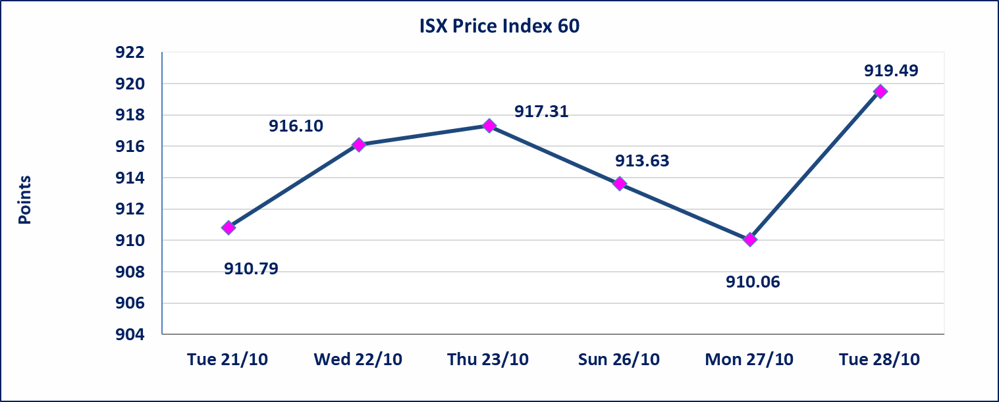 ISX Price Index 60
Points
922
920
918
916
914
912
910
908
906
904
910.79
916.10
917.31
913.63
910.06
919.49
Tue 21/10
Wed 22/10
Thu 23/10
Sun 26/10
Mon 27/10
Tue 28/10